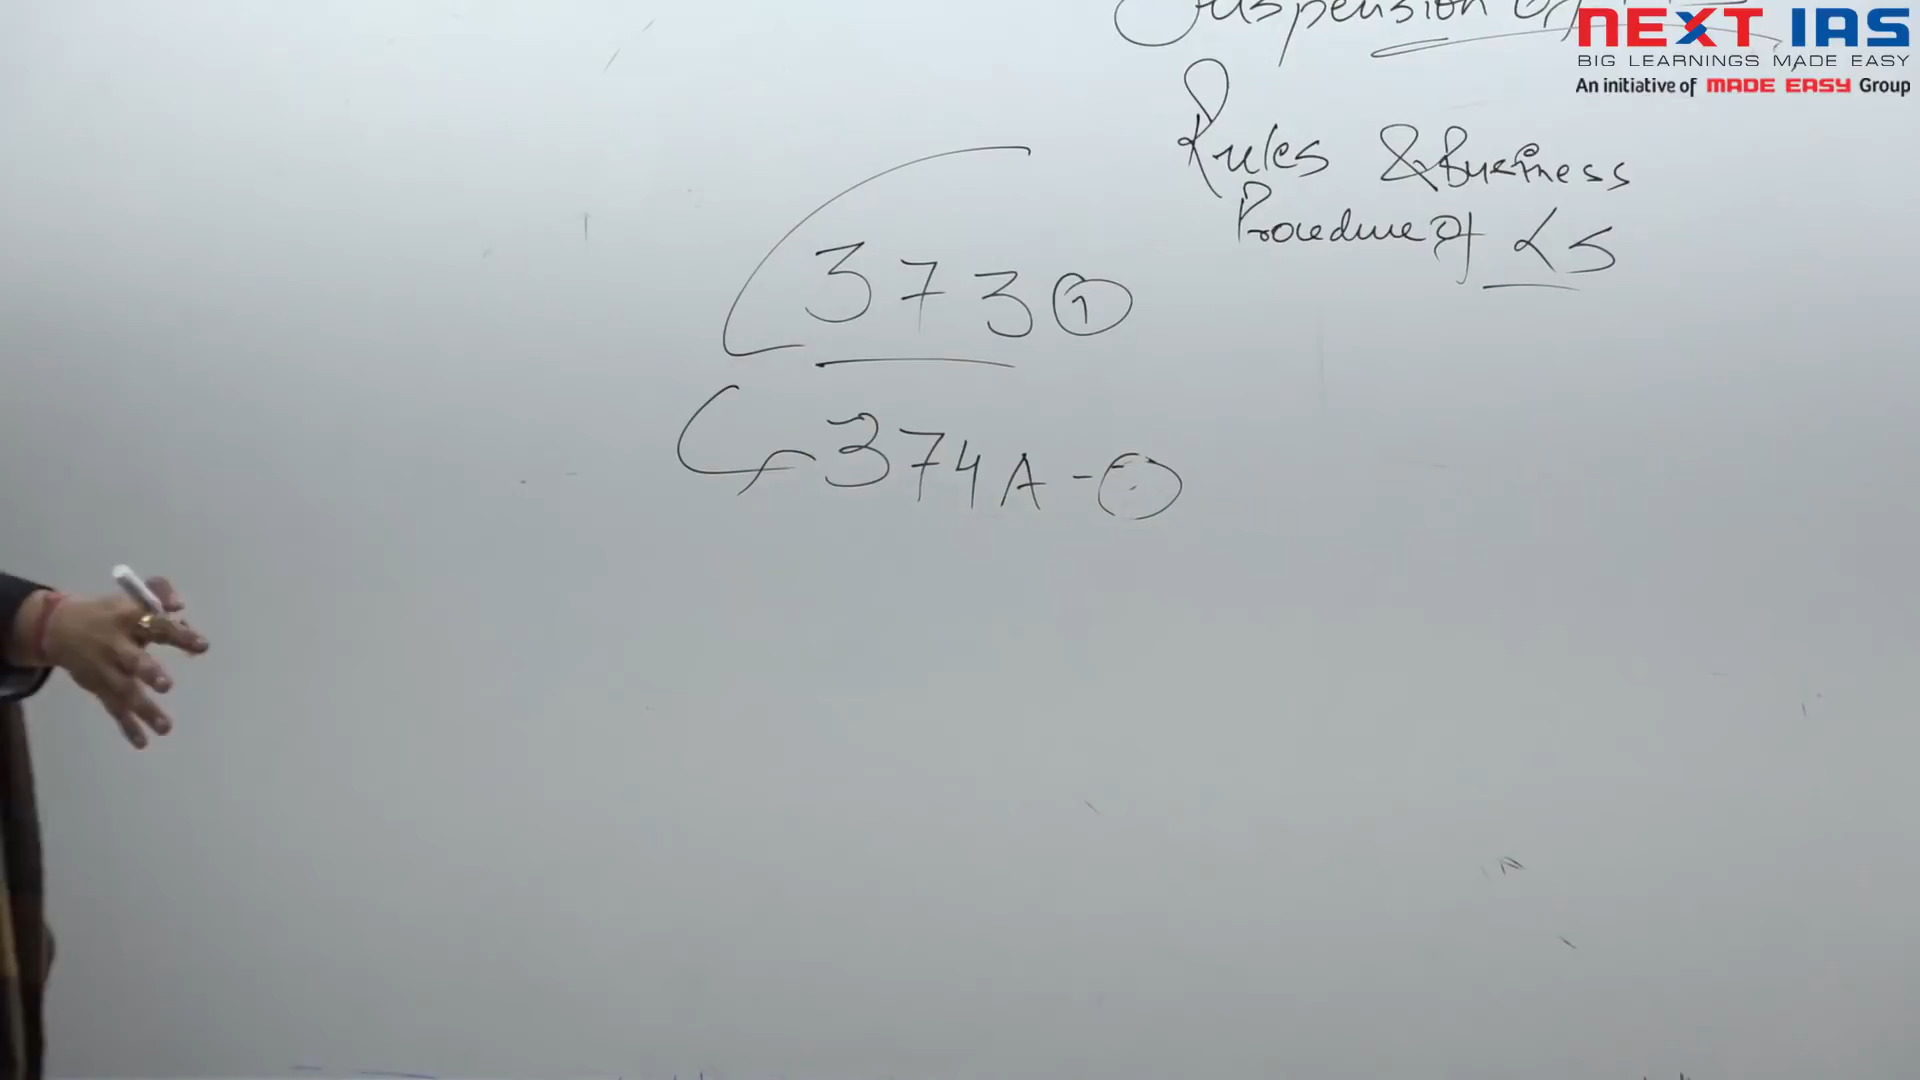 Suspension of
NEXT IAS
BIG LEARNINGS MADE EASY
An initiative of MADE EASY Group
Rules & Business
Procedure of LS
373 1
374A -